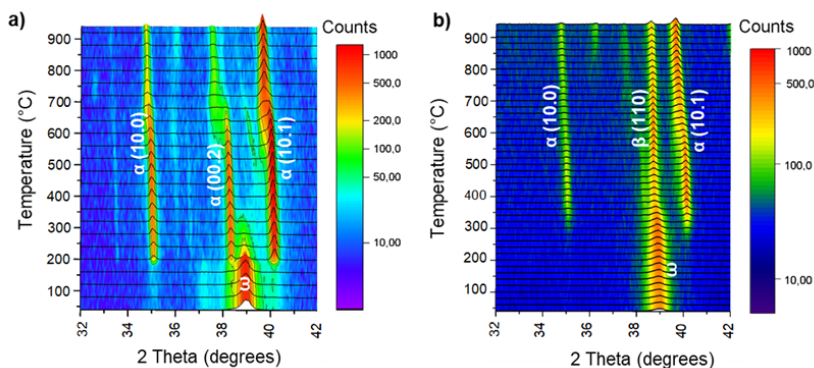 a)
Counts
900
800
700
600
500
400
300
200
100
Temperature (°C)
α (10.0)
α (00.2)
α (10.1)
ω
32
34
36
38
40
42
2 Theta (degrees)
1000
500,0
200,0
100,0
50,00
10,00
b)
Counts
900
800
700
600
500
400
300
200
100
Temperature (°C)
α (10.0)
β (110)
α (10.1)
ω
32
34
36
38
40
42
2 Theta (degrees)
1000
500,0
100,0
50,00
10,00